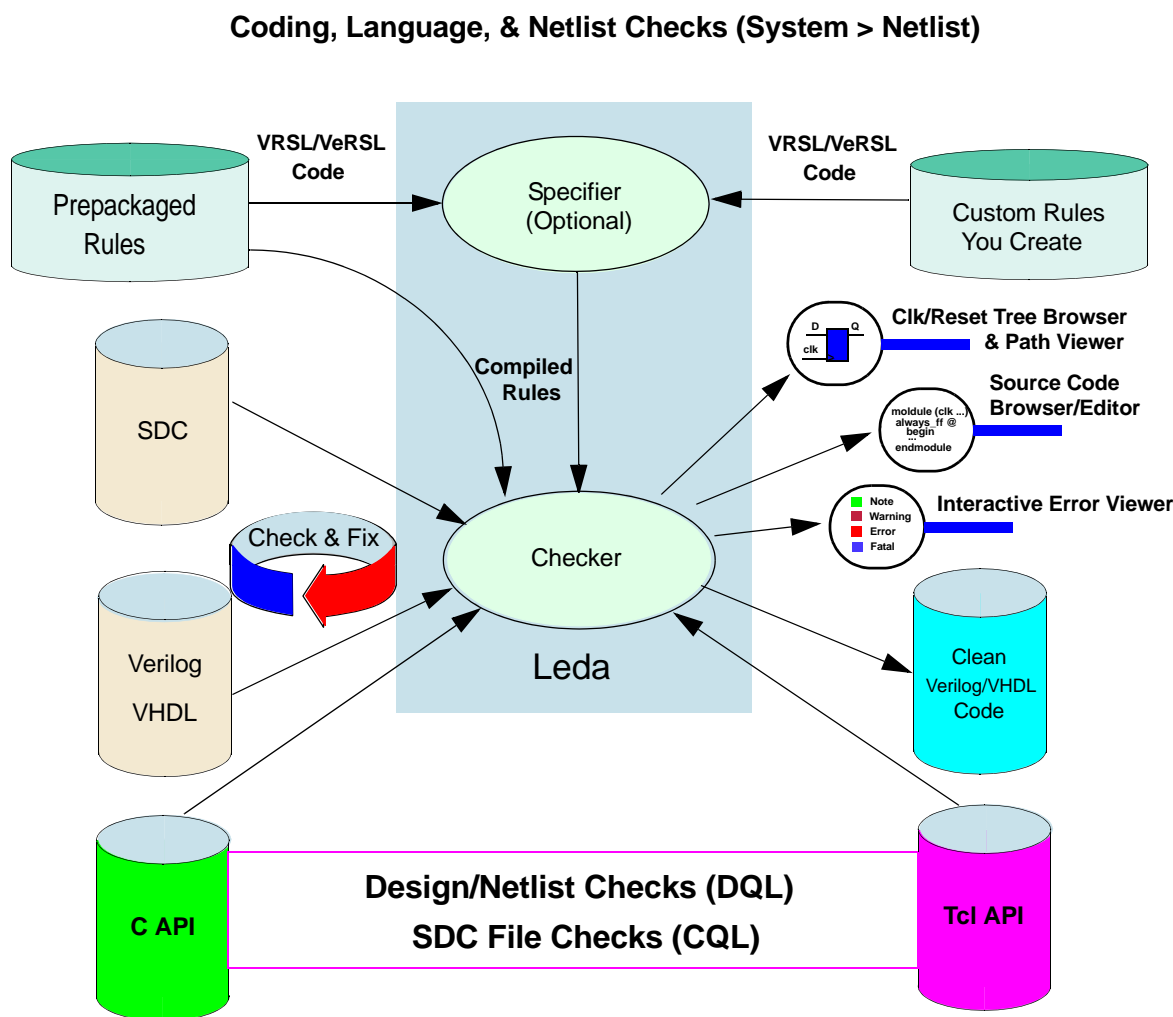 Coding, Language, & Netlist Checks (System > Netlist)
VRSL/VeRSL
Code
VRSL/VeRSL
Code
Prepackaged
Rules
Specifier
(Optional)
Custom Rules
You Create
Clk/Reset Tree Browser
& Path Viewer
D
Q
clk
Compiled
Rules
Source Code
Browser/Editor
moldule (clk ...)
always_ff @
begin
...
endmodule
SDC
Interactive Error Viewer
Note
Warning
Error
Fatal
Check & Fix
Checker
Leda
Verilog
VHDL
Clean
Verilog/VHDL
Code
C API
Design/Netlist Checks (DQL)
SDC File Checks (CQL)
Tcl API